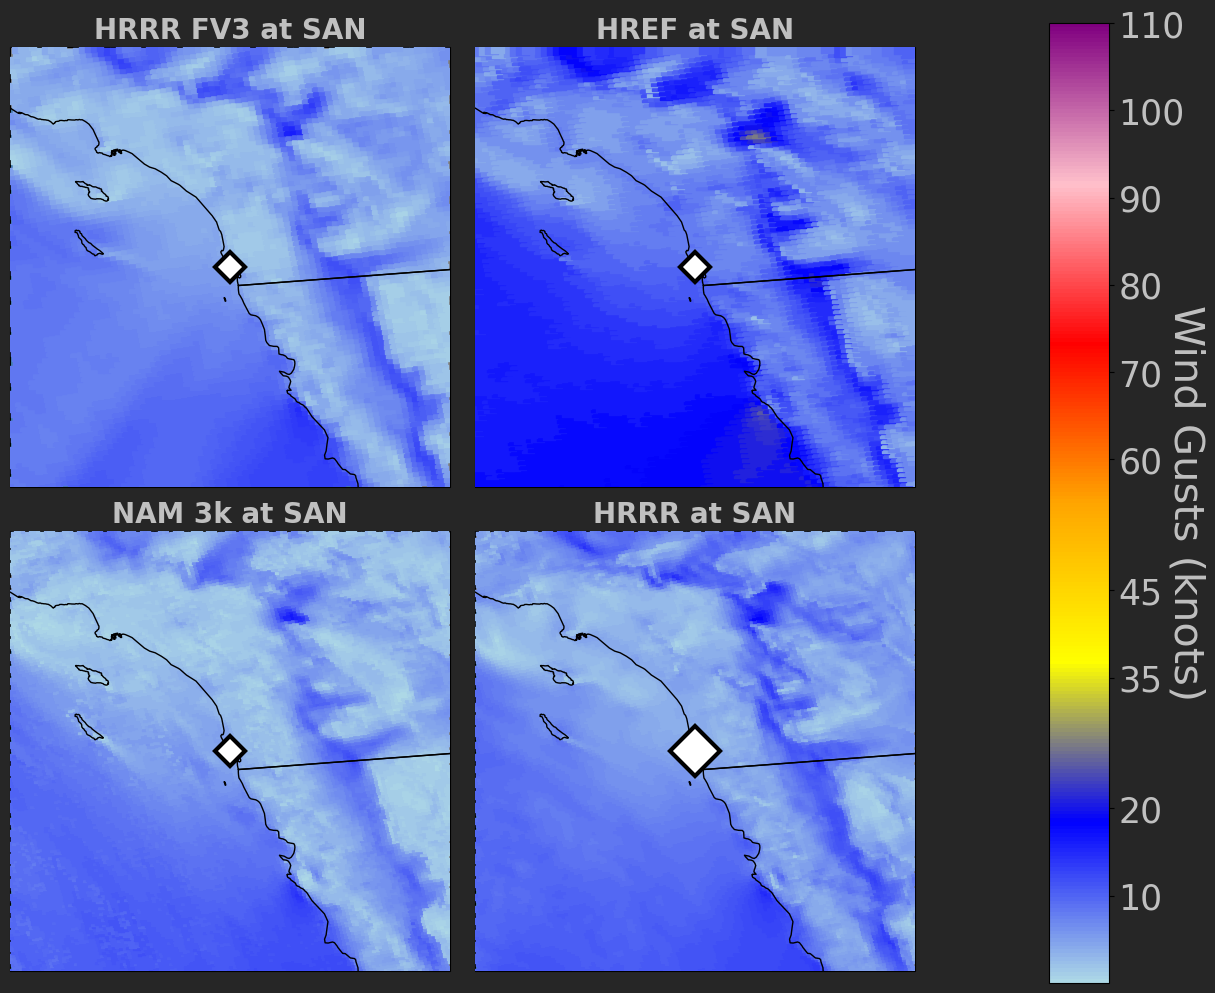 HRRR FV3 at SAN
HREF at SAN
NAM 3k at SAN
HRRR at SAN
110
100
90
80
70
60
45
35
20
10
Wind Gusts (knots)